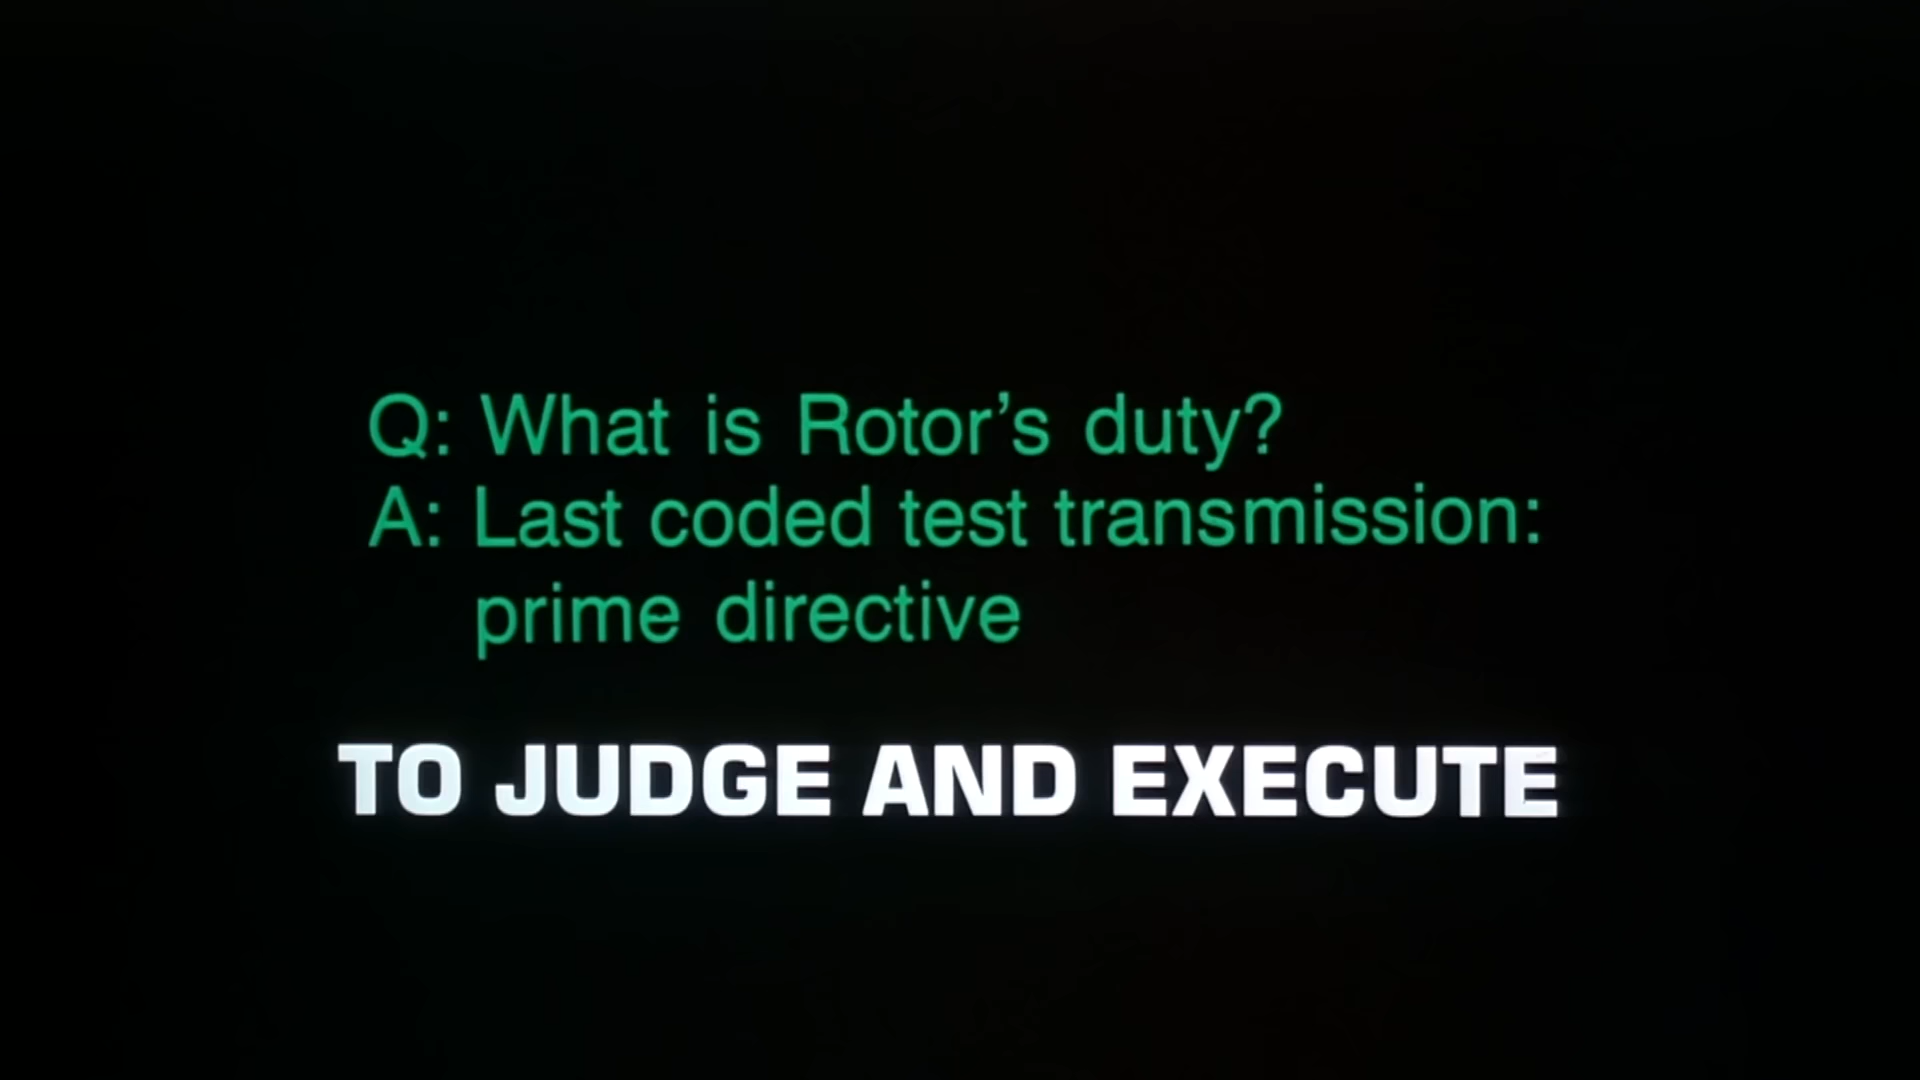 Q: What is Rotor's duty?
A: Last coded test transmission:
prime directive
TO JUDGE AND EXECUTE